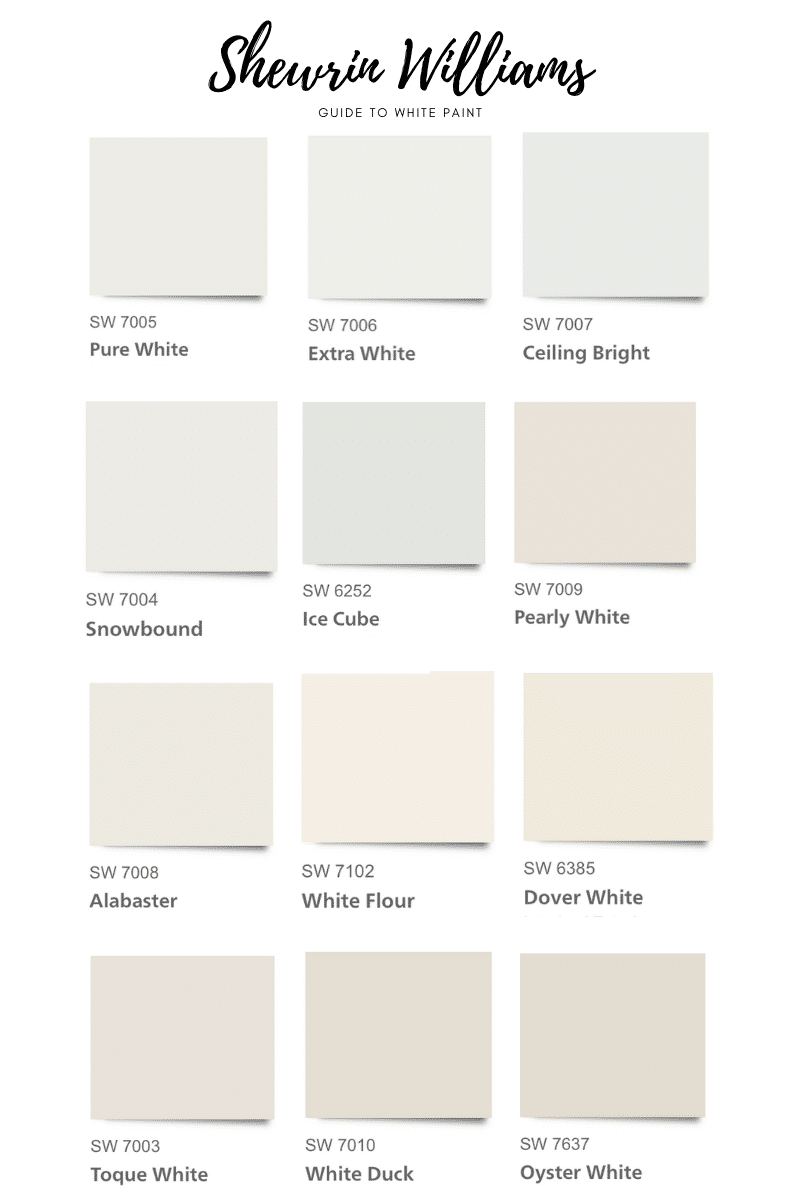 Shewrin Williams
GUIDE TO WHITE PAINT
SW 7005
Pure White
SW 7006
Extra White
SW 7007
Ceiling Bright
SW 7004
Snowbound
SW 6252
Ice Cube
SW 7009
Pearly White
SW 7008
Alabaster
SW 7102
White Flour
SW 6385
Dover White
SW 7003
Toque White
SW 7010
White Duck
SW 7637
Oyster White